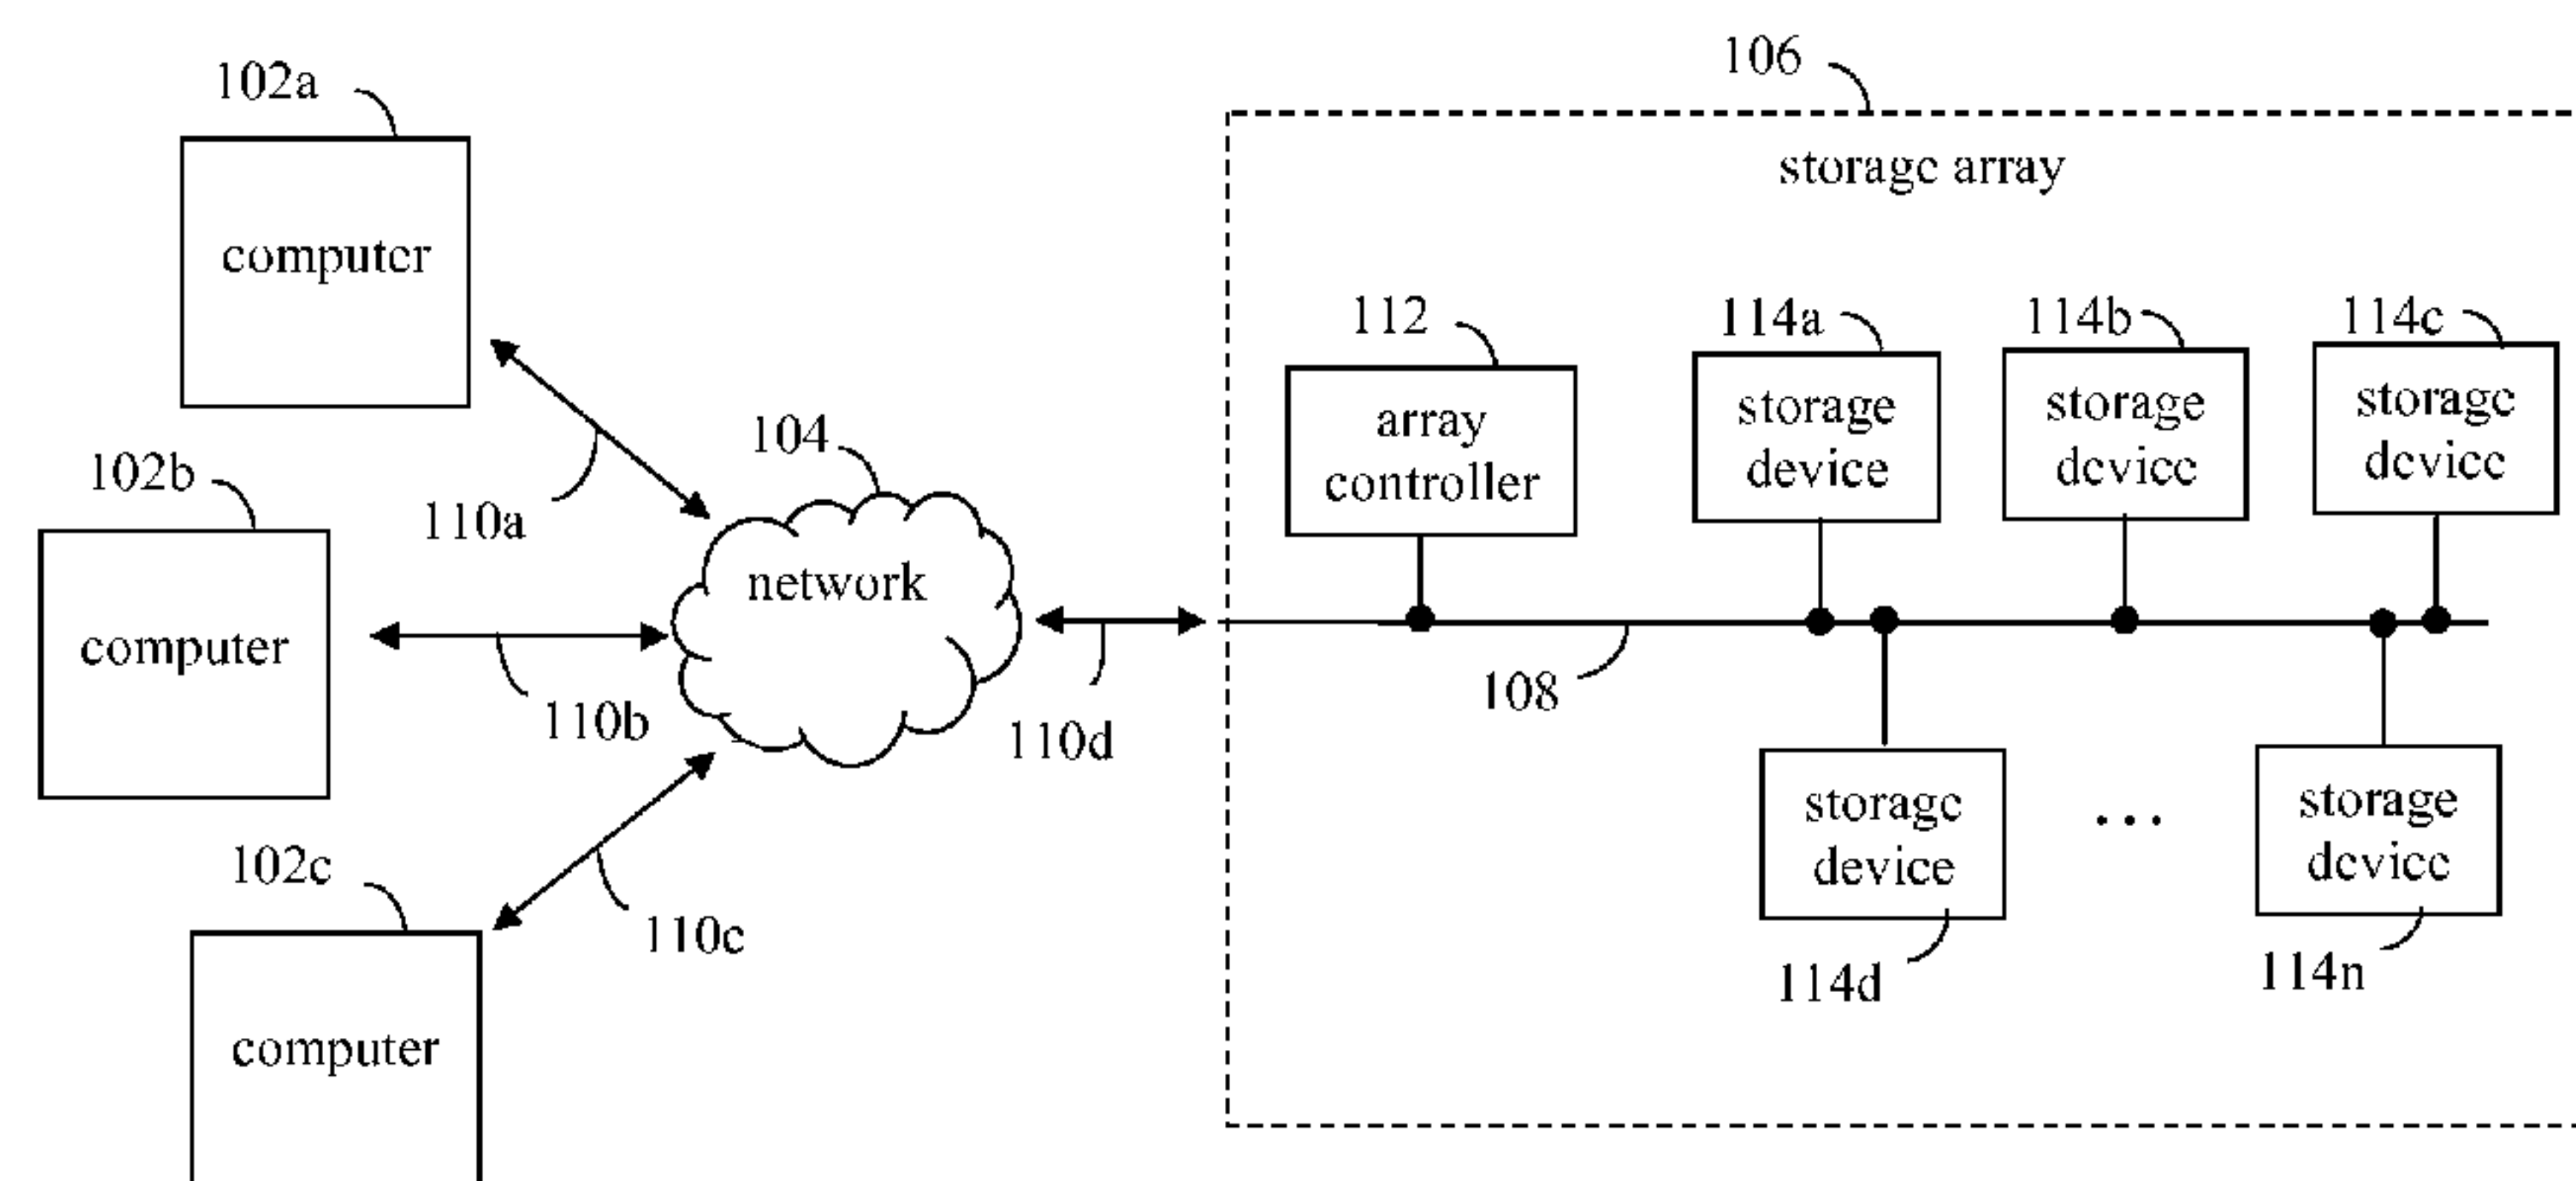 106
102a
storage array
computer
112
114a
114b
114c
array
controller
storage
device
storage
device
storage
device
104
102b
110a
network
computer
110b
110d
108
102c
110c
storage
device
...
storage
device
114d
114n
computer